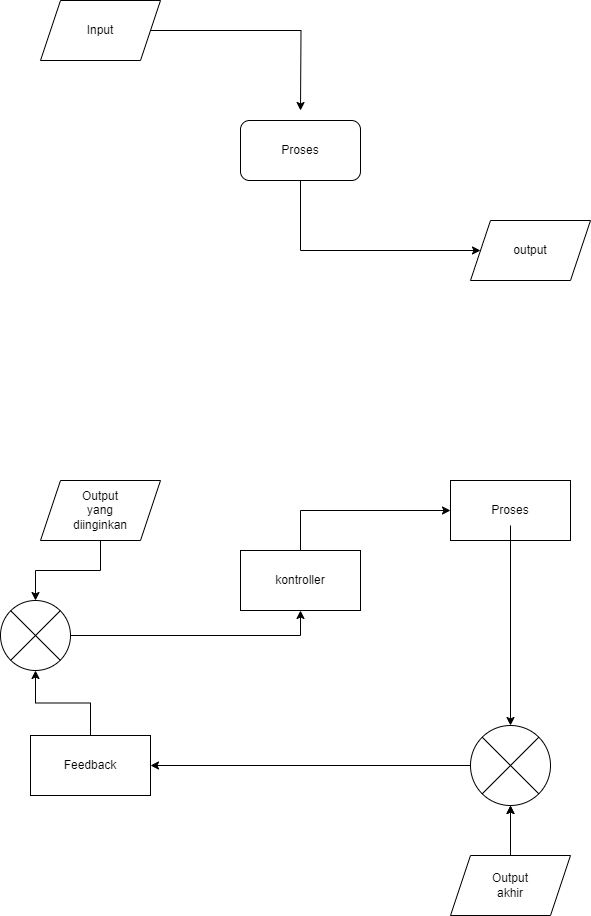 Input
Proses
output
Output
yang
diinginkan
Proses
kontroller
Feedback
Output
akhir